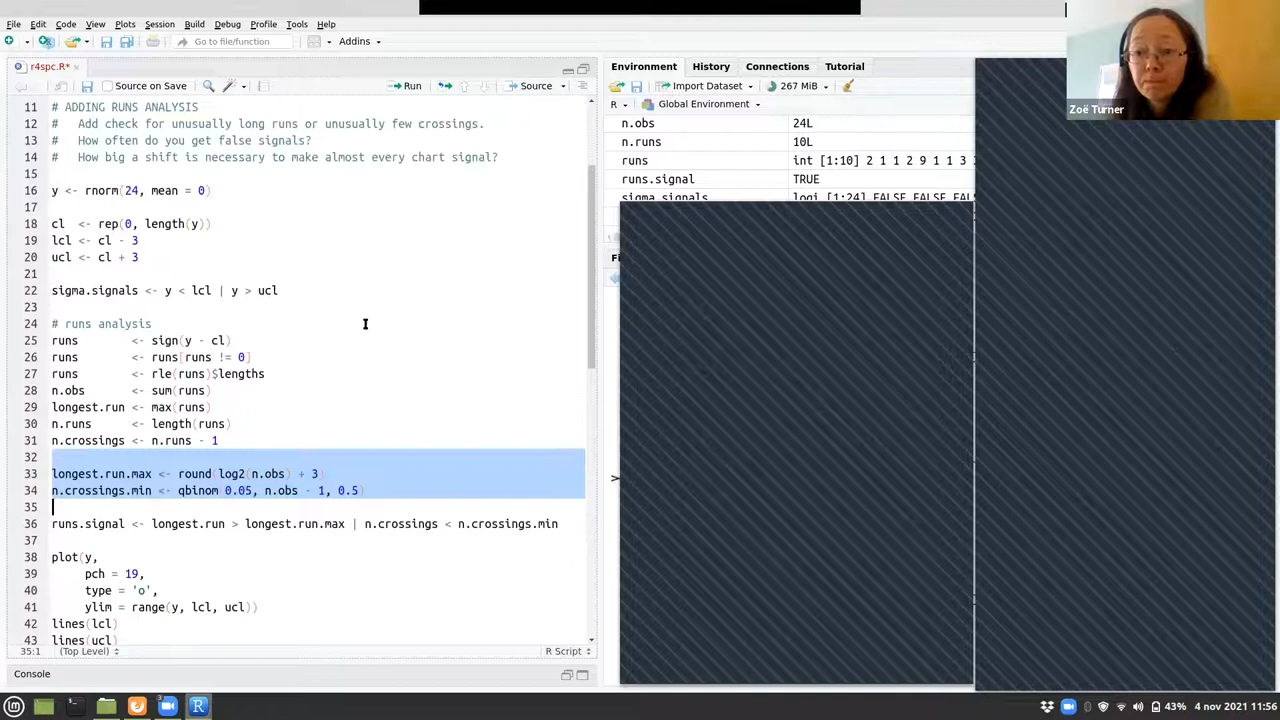 File Edit Code View Plots Session Build Debug Profile Tools Help
Go to file/function
Addins
r4spc.R*
Source on Save
Run
Source
11 # ADDING RUNS ANALYSIS
12 # Add check for unusually long runs or unusually few crossings.
13 # How often do you get false signals?
14 # How big a shift is necessary to make almost every chart signal?
15
16 y <- rnorm(24, mean = 0)
17
18 cl <- rep(0, length(y))
19 lcl <- cl - 3
20 ucl <- cl + 3
21
22 sigma.signals <- y < lcl | y > ucl
23
24 # runs analysis
25 runs <- sign(y - cl)
26 runs <- runs[runs != 0]
27 runs <- rle(runs)$lengths
28 n.obs <- sum(runs)
29 longest.run <- max(runs)
30 n.runs <- length(runs)
31 n.crossings <- n.runs - 1
32
33 longest.run.max <- round(log2(n.obs) + 3)
34 n.crossings.min <- qbinom(0.05, n.obs - 1, 0.5)
35
36 runs.signal <- longest.run > longest.run.max | n.crossings < n.crossings.min
37
38 plot(y,
39 pch = 19,
40 type = 'o',
41 ylim = range(y, lcl, ucl))
42 lines(lcl)
43 lines(ucl)
35:1 (Top Level) R Script
Console
Environment History Connections Tutorial
Import Dataset 267 MiB
R Global Environment
n.obs 24L
n.runs 10L
runs int [1:10] 2 1 1 2 9 1 1 3
runs.signal TRUE
sigma.signals logi [1:24] FALSE FALSE
>
Zoë Turner
43% 4 nov 2021 11:56